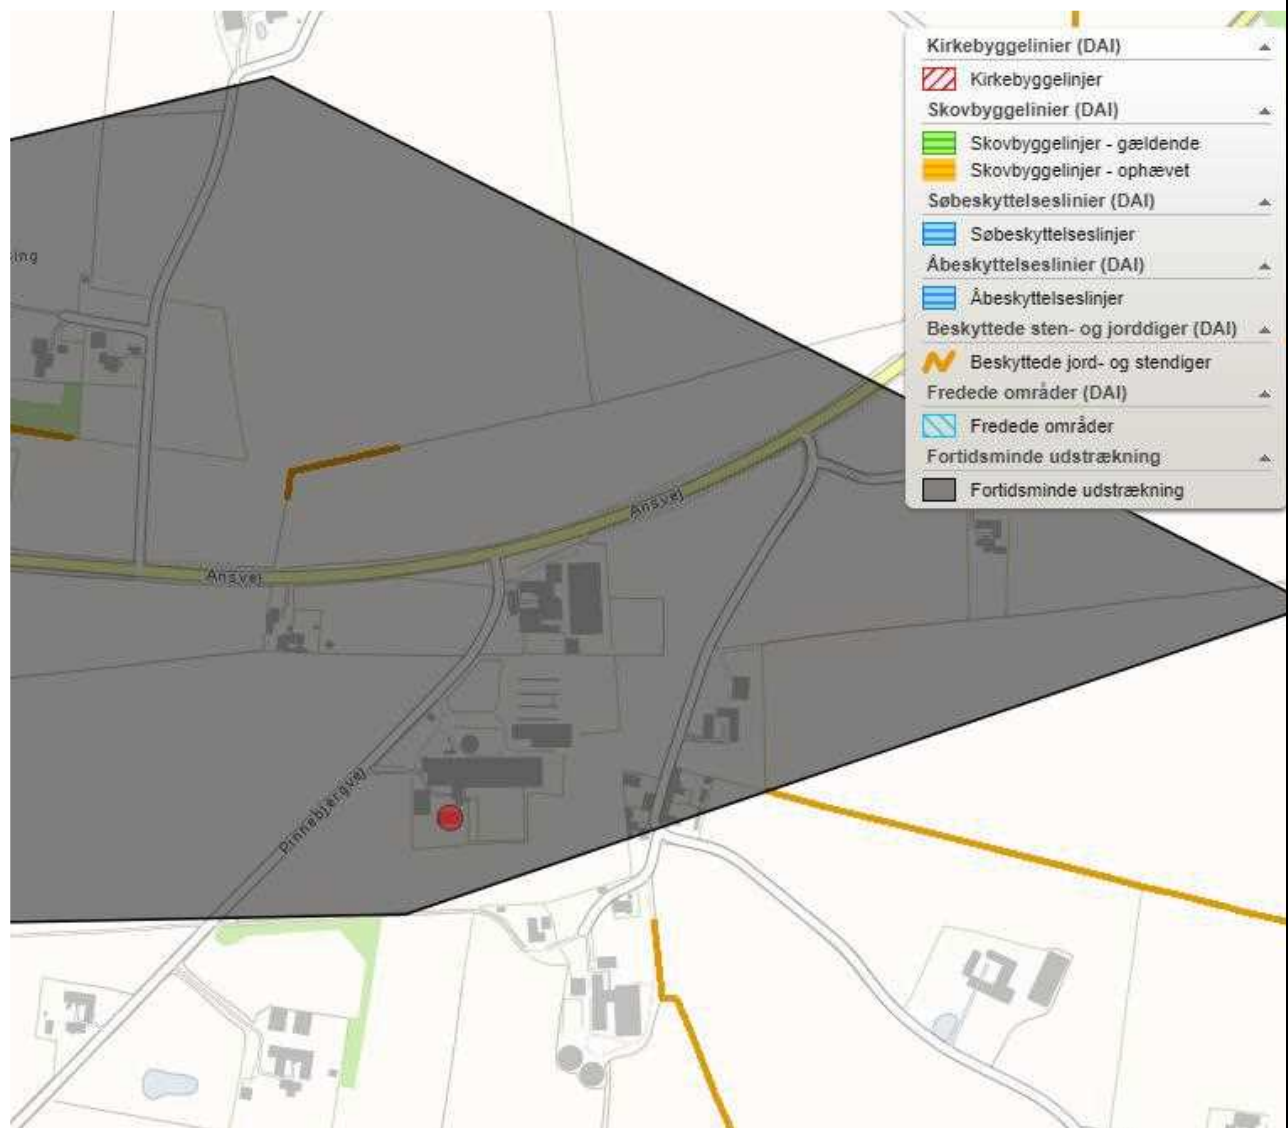 Kirkebyggelinier (DAI)
Kirkebyggelinjer
Skovbyggelinier (DAI)
Skovbyggelinjer - gældende
Skovbyggelinjer - ophævet
Søbeskyttelseslinier (DAI)
Søbeskyttelseslinjer
Åbeskyttelseslinier (DAI)
Åbeskyttelseslinjer
Beskyttede sten- og jorddiger (DAI)
Beskyttede jord- og stendiger
Fredede områder (DAI)
Fredede områder
Fortidsminde udstrækning
Fortidsminde udstrækning
ing
Ansvej
Ansvej
Pinnebjergvej